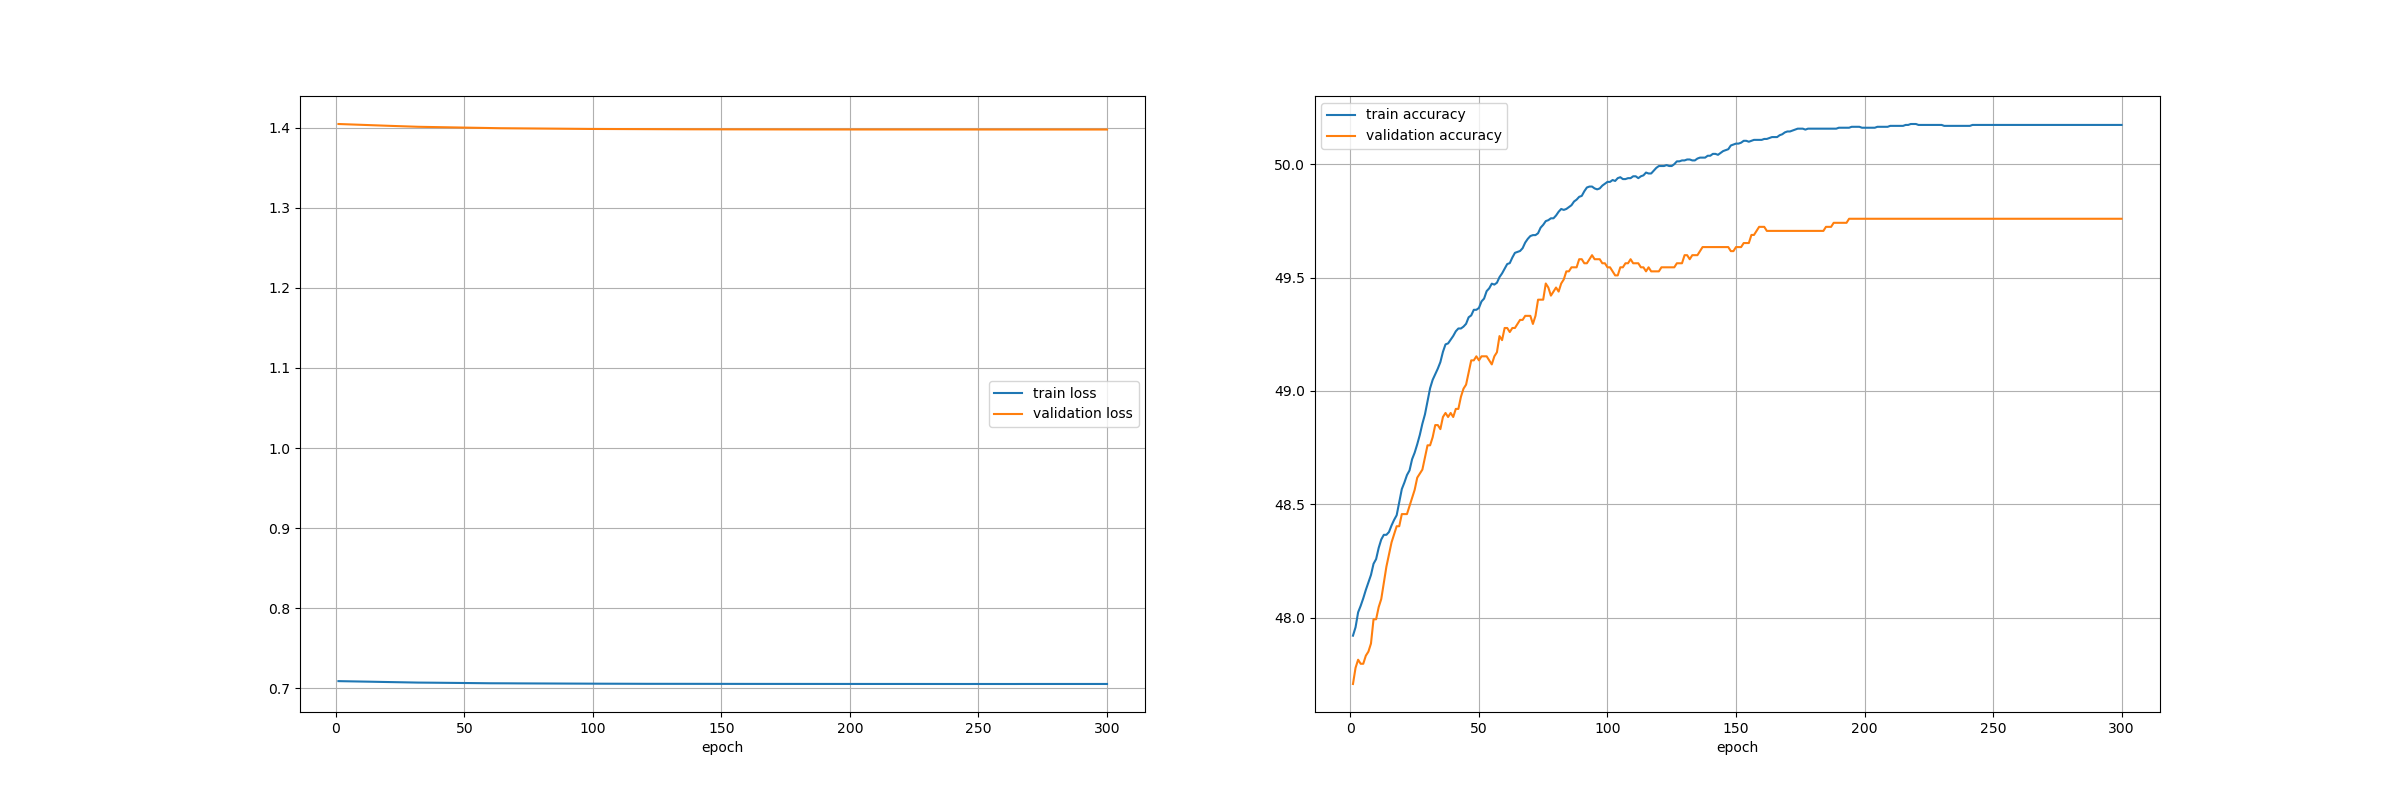 1.4
1.3
1.2
1.1
1.0
0.9
0.8
0.7
train loss
validation loss
0 50 100 150 200 250 300
epoch
train accuracy
validation accuracy
50.0
49.5
49.0
48.5
48.0
0 50 100 150 200 250 300
epoch